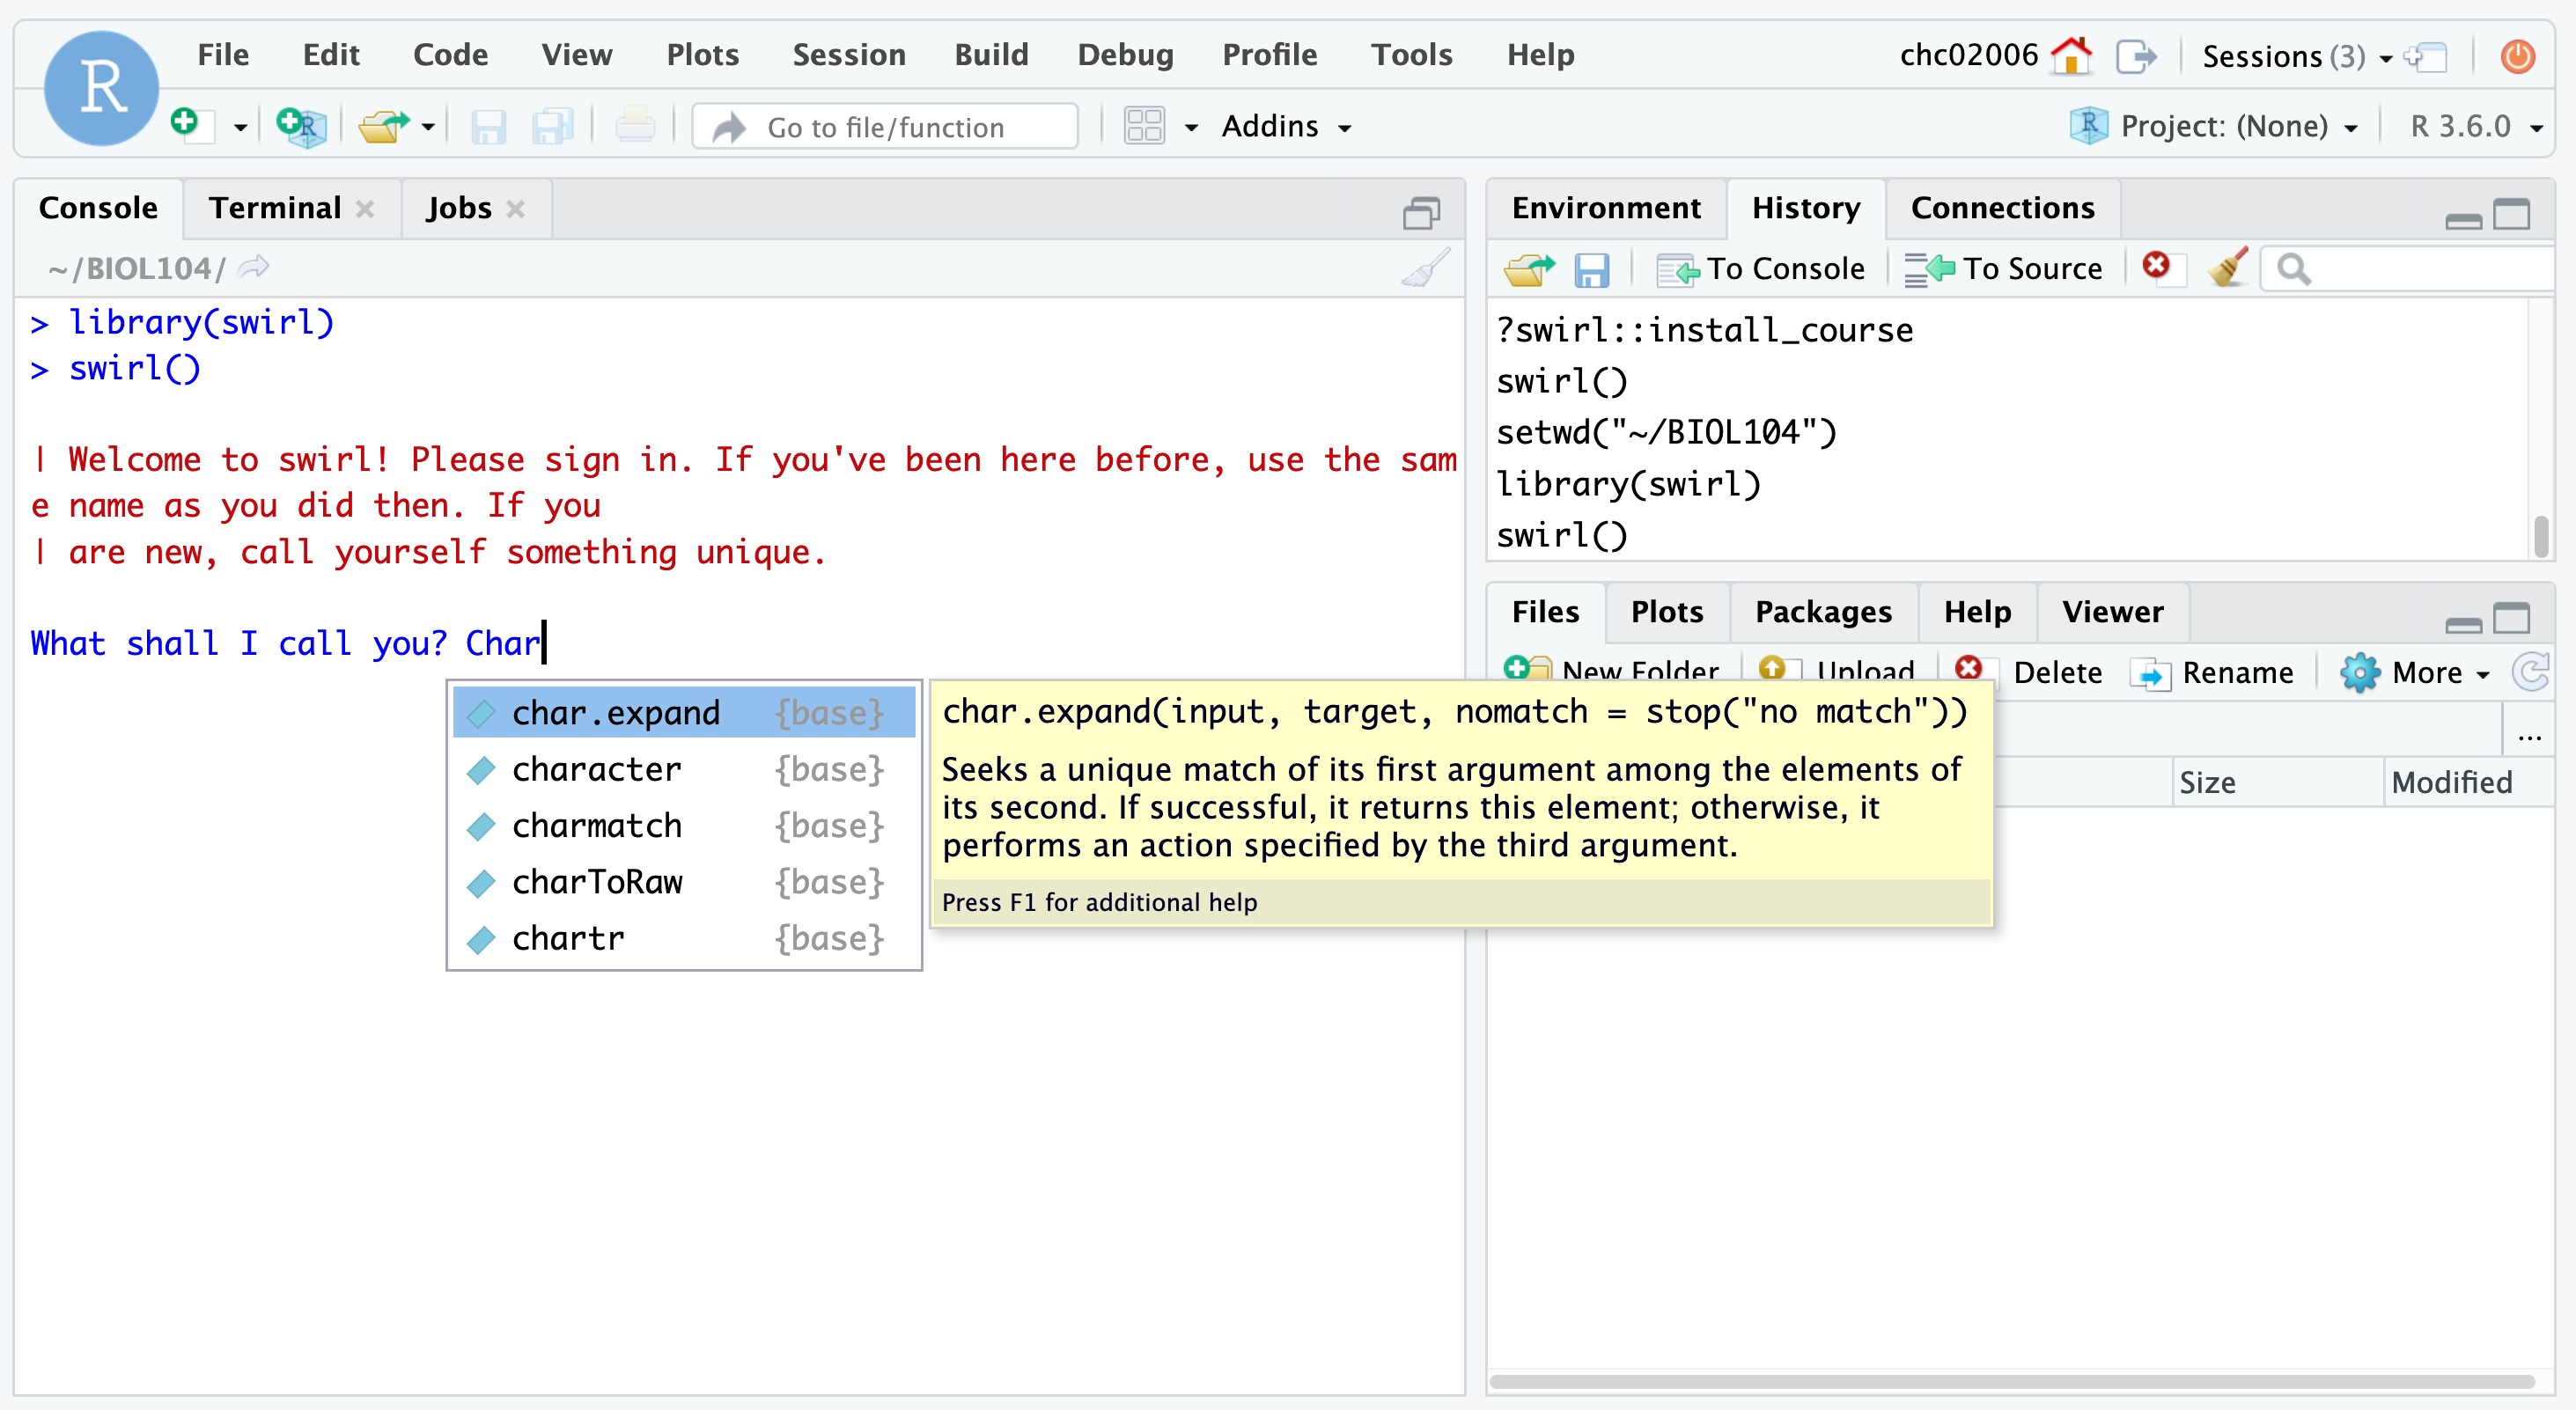 R
File Edit Code View Plots Session Build Debug Profile Tools Help
chc02006 Sessions (3)
Go to file/function
Addins
Project: (None) R 3.6.0
Console Terminal Jobs
~/BIOL104/
> library(swirl)
> swirl()
| Welcome to swirl! Please sign in. If you've been here before, use the sam
e name as you did then. If you
| are new, call yourself something unique.
What shall I call you? Char
char.expand {base}
character {base}
charmatch {base}
charToRaw {base}
chartr {base}
char.expand(input, target, nomatch = stop("no match"))
Seeks a unique match of its first argument among the elements of
its second. If successful, it returns this element; otherwise, it
performs an action specified by the third argument.
Press F1 for additional help
Environment History Connections
To Console To Source
?swirl::install_course
swirl()
setwd("~/BIOL104")
library(swirl)
swirl()
Files Plots Packages Help Viewer
New Folder Upload Delete Rename More
...
Size Modified